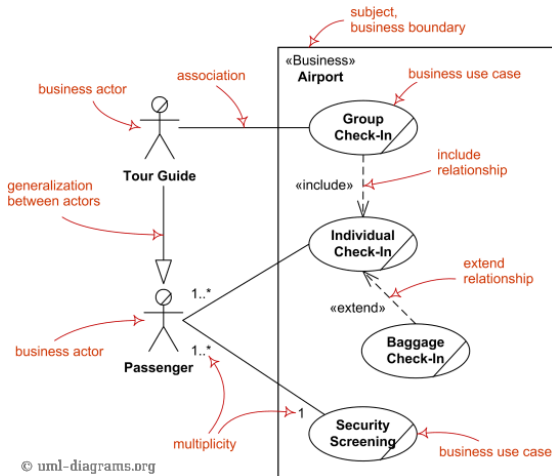 subject,
business boundary
«Business»
Airport
business use case
association
business actor
Group
Check-In
Tour Guide
include
relationship
«include»
generalization
between actors
Individual
Check-In
extend
relationship
1..*
«extend»
business actor
Passenger
1..*
Baggage
Check-In
1
multiplicity
Security
Screening
business use case
© uml-diagrams.org